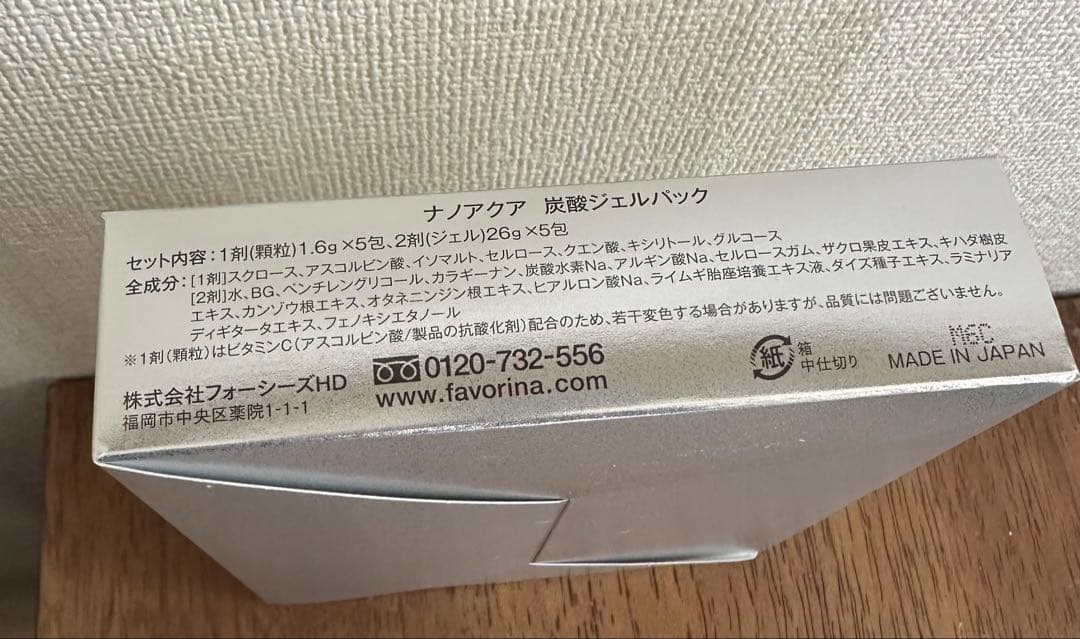 ナノアクア 炭酸ジェルパック
セット内容：1剤(顆粒)1.6g×5包、2剤(ジェル)26g×5包
全成分：[1剤]スクロース、アスコルビン酸、イソマルト、セルロース、クエン酸、キシリトール、グルコース
[2剤]水、BG、ペンチレングリコール、カラギーナン、炭酸水素Na、アルギン酸Na、セルロースガム、ザクロ果皮エキス、キハダ樹皮
エキス、カンゾウ根エキス、オタネニンジン根エキス、ヒアルロン酸Na、ライムギ胎座培養エキス液、ダイズ種子エキス、ラミナリア
ディギタータエキス、フェノキシエタノール
※1剤(顆粒)はビタミンC(アスコルビン酸/製品の抗酸化剤)配合のため、若干変色する場合がありますが、品質には問題ございません。
株式会社フォーシーズHD
福岡市中央区薬院1-1-1
0120-732-556
www.favorina.com
紙
箱
中仕切り
M6C
MADE IN JAPAN